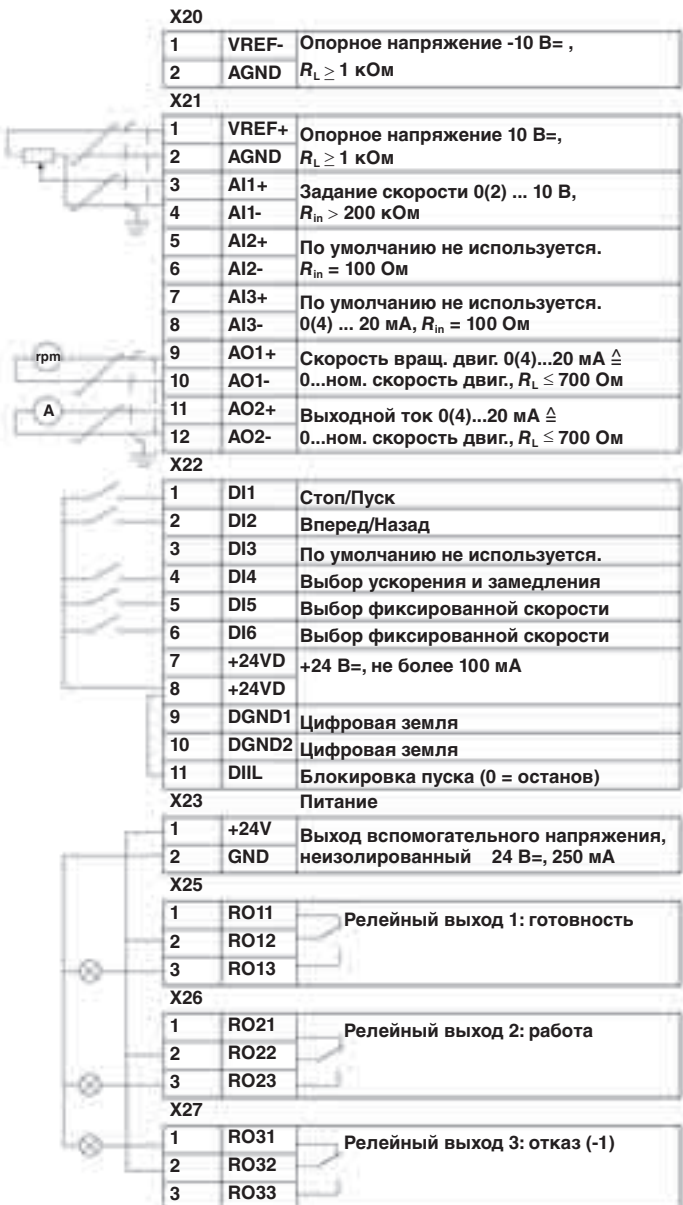 X20
1 VREF- Опорное напряжение -10 В= ,
2 AGND R_L ≥ 1 кОм
X21
1 VREF+ Опорное напряжение 10 В=,
2 AGND R_L ≥ 1 кОм
3 AI1+ Задание скорости 0(2) ... 10 В,
4 AI1- R_in > 200 кОм
5 AI2+ По умолчанию не используется.
6 AI2- R_in = 100 Ом
7 AI3+ По умолчанию не используется.
8 AI3- 0(4) ... 20 мА, R_in = 100 Ом
rpm 9 AO1+ Скорость вращ. двиг. 0(4)...20 мА ≙
10 AO1- 0...ном. скорость двиг., R_L ≤ 700 Ом
A 11 AO2+ Выходной ток 0(4)...20 мА ≙
12 AO2- 0...ном. скорость двиг., R_L ≤ 700 Ом
X22
1 DI1 Стоп/Пуск
2 DI2 Вперед/Назад
3 DI3 По умолчанию не используется.
4 DI4 Выбор ускорения и замедления
5 DI5 Выбор фиксированной скорости
6 DI6 Выбор фиксированной скорости
7 +24VD +24 В=, не более 100 мА
8 +24VD
9 DGND1 Цифровая земля
10 DGND2 Цифровая земля
11 DIIL Блокировка пуска (0 = останов)
X23 Питание
1 +24V Выход вспомогательного напряжения,
2 GND неизолированный 24 В=, 250 мА
X25
1 RO11 Релейный выход 1: готовность
2 RO12
3 RO13
X26
1 RO21 Релейный выход 2: работа
2 RO22
3 RO23
X27
1 RO31 Релейный выход 3: отказ (-1)
2 RO32
3 RO33